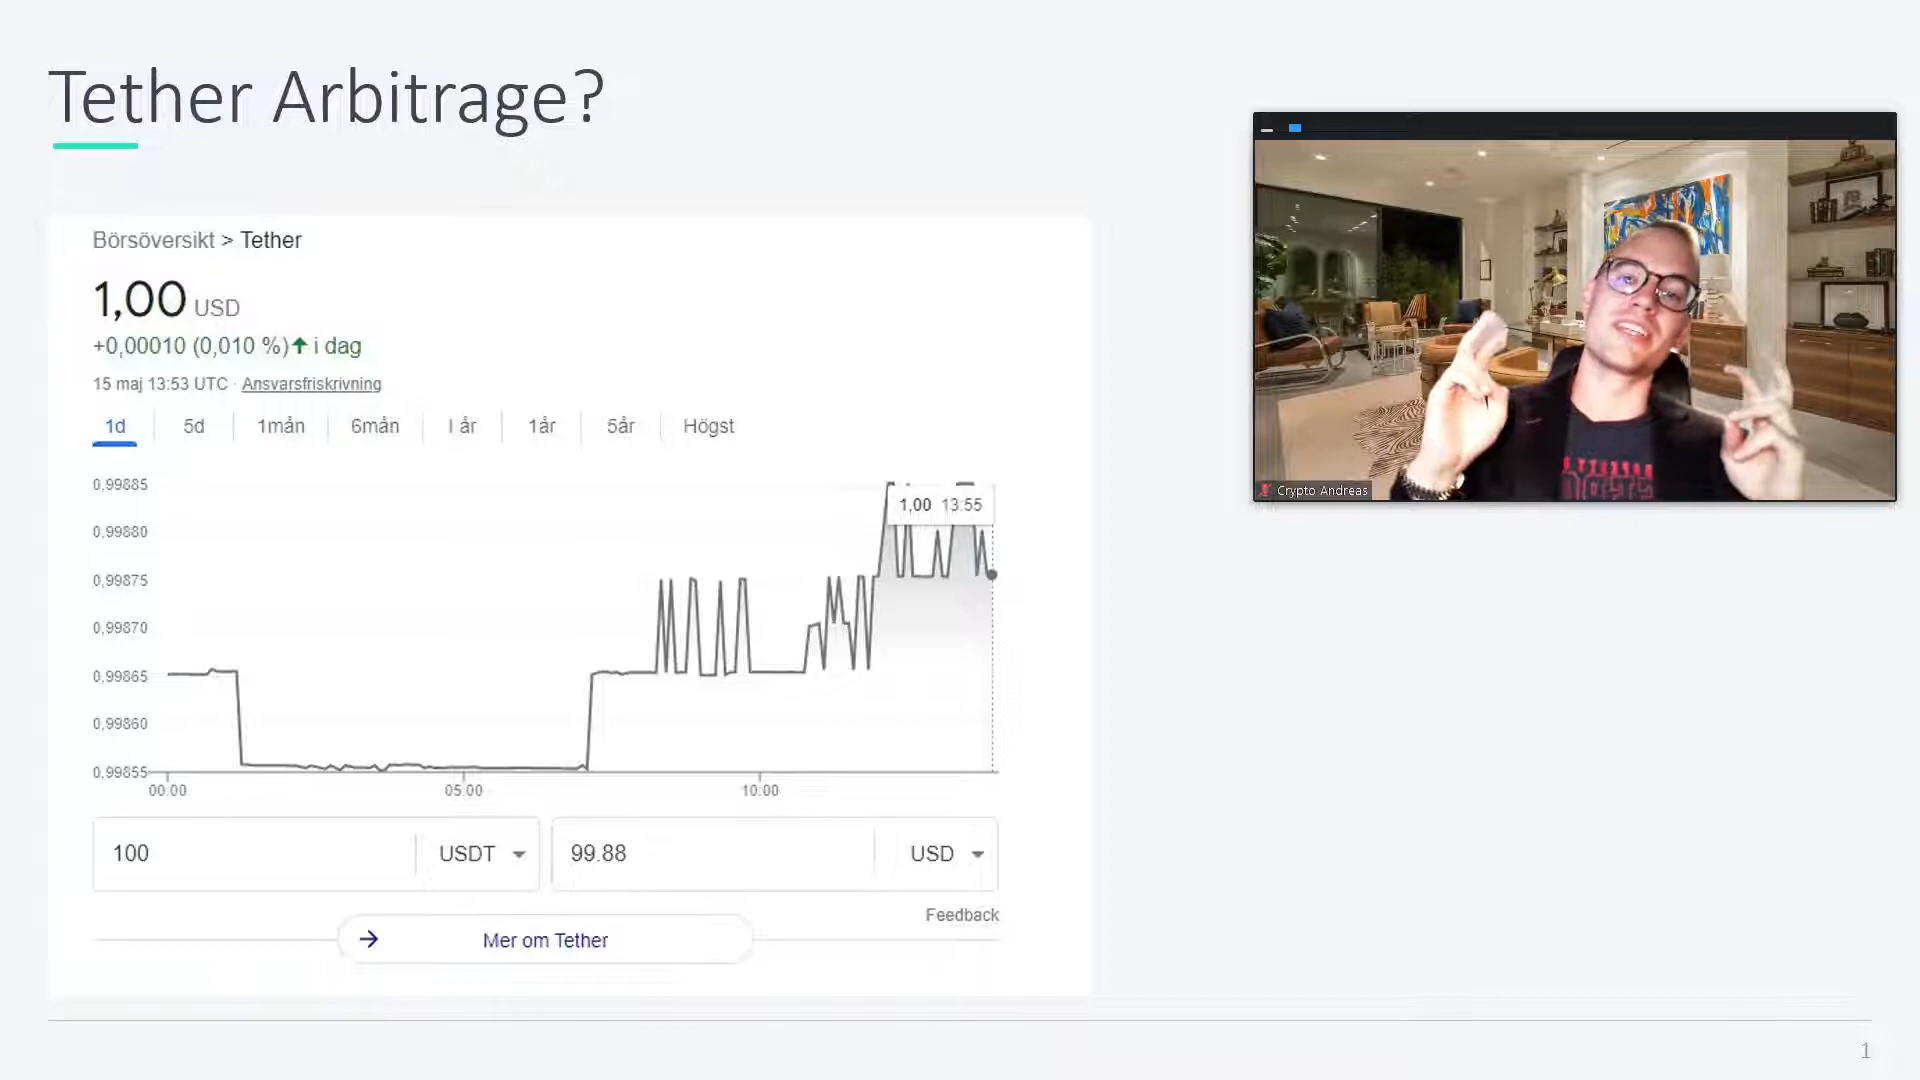 Tether Arbitrage?
Börsöversikt > Tether
1,00 USD
+0,00010 (0,010 %) i dag
15 maj 13:53 UTC · Ansvarsfriskrivning
1d 5d 1mån 6mån I år 1år 5år Högst
0,99885
0,99880
0,99875
0,99870
0,99865
0,99860
0,99855
1,00 13:55
00:00 05:00 10:00
100 USDT 99.88 USD
Feedback
Mer om Tether
Crypto Andreas
1